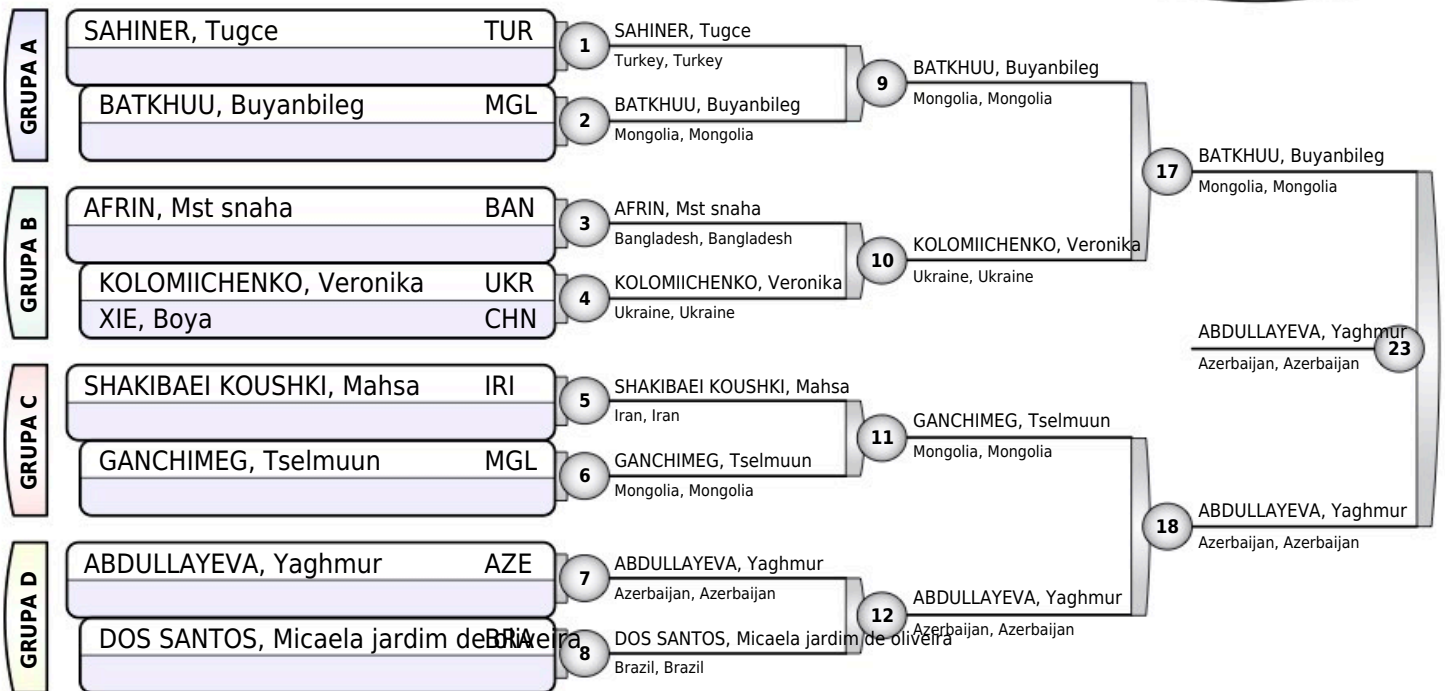 GRUPA A
SAHINER, Tugce TUR
BATKHUU, Buyanbileg MGL
GRUPA B
AFRIN, Mst snaha BAN
KOLOMIICHENKO, Veronika UKR
XIE, Boya CHN
GRUPA C
SHAKIBAEI KOUSHKI, Mahsa IRI
GANCHIMEG, Tselmuun MGL
GRUPA D
ABDULLAYEVA, Yaghmur AZE
DOS SANTOS, Micaela jardim de oliveira BRA
1
SAHINER, Tugce
Turkey, Turkey
2
BATKHUU, Buyanbileg
Mongolia, Mongolia
3
AFRIN, Mst snaha
Bangladesh, Bangladesh
4
KOLOMIICHENKO, Veronika
Ukraine, Ukraine
5
SHAKIBAEI KOUSHKI, Mahsa
Iran, Iran
6
GANCHIMEG, Tselmuun
Mongolia, Mongolia
7
ABDULLAYEVA, Yaghmur
Azerbaijan, Azerbaijan
8
DOS SANTOS, Micaela jardim de oliveira
Brazil, Brazil
9
BATKHUU, Buyanbileg
Mongolia, Mongolia
10
KOLOMIICHENKO, Veronika
Ukraine, Ukraine
11
GANCHIMEG, Tselmuun
Mongolia, Mongolia
12
ABDULLAYEVA, Yaghmur
Azerbaijan, Azerbaijan
17
BATKHUU, Buyanbileg
Mongolia, Mongolia
18
ABDULLAYEVA, Yaghmur
Azerbaijan, Azerbaijan
ABDULLAYEVA, Yaghmur
Azerbaijan, Azerbaijan
23